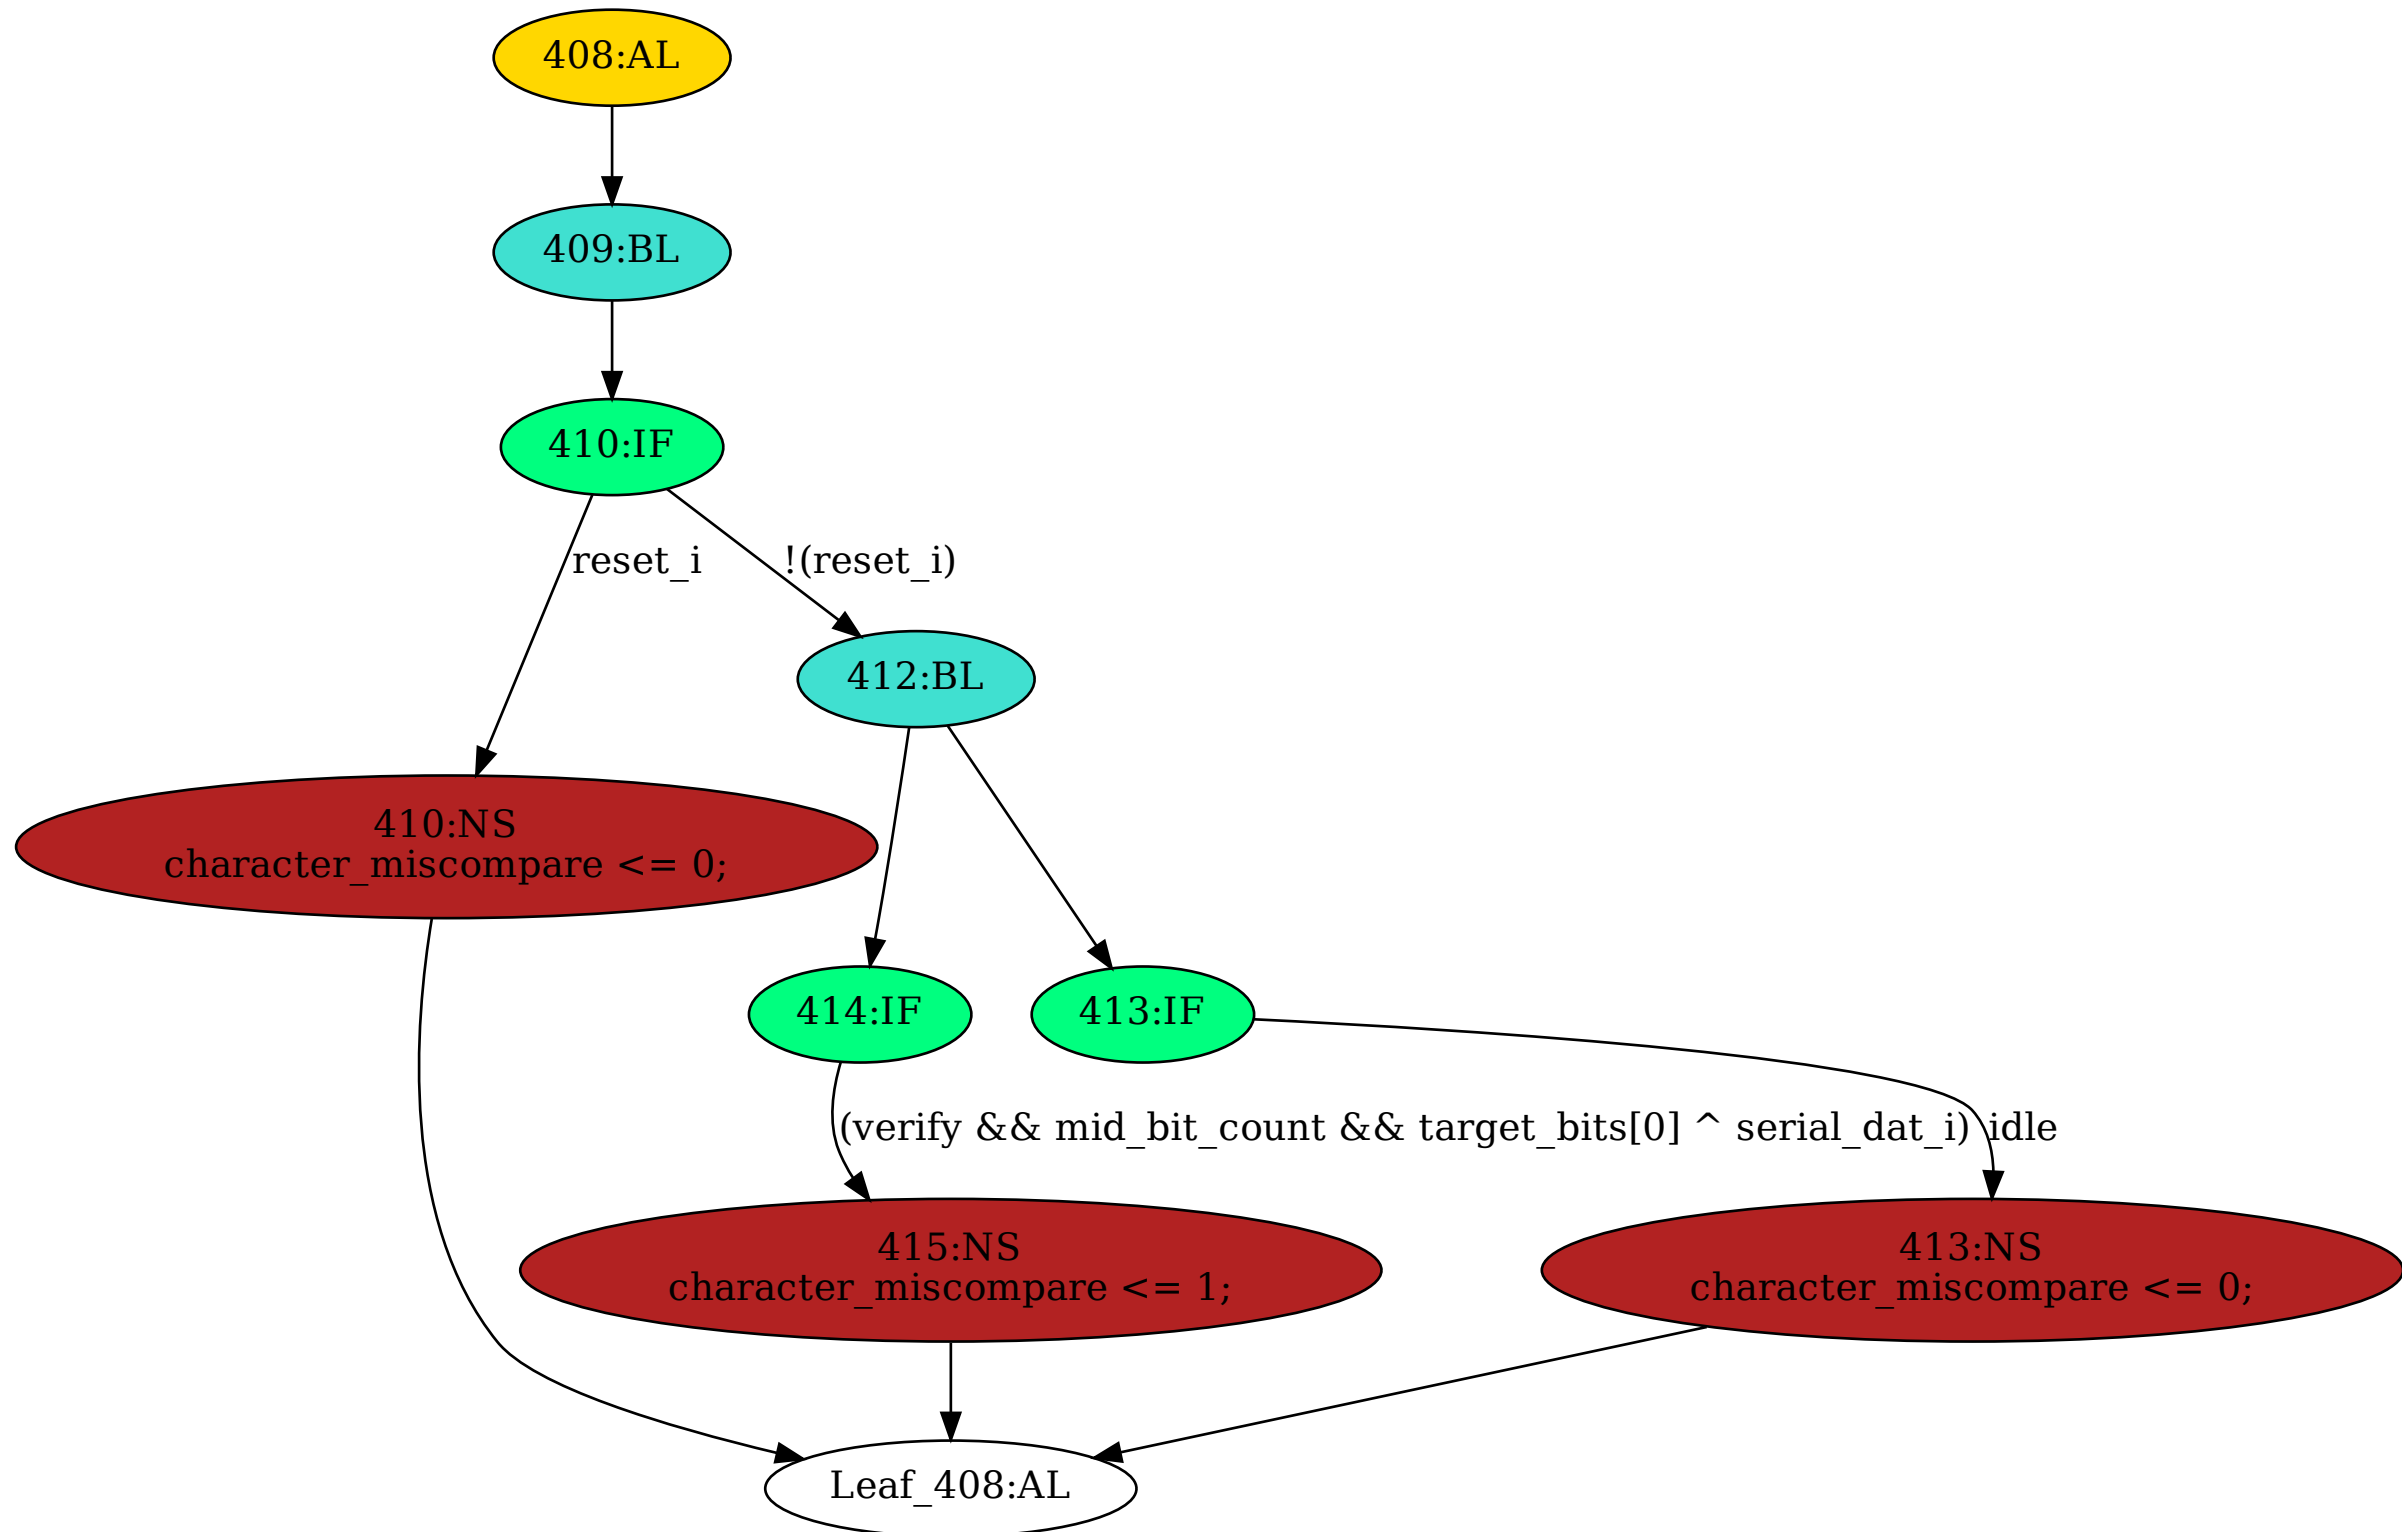 408:AL
409:BL
410:IF
reset_i
!(reset_i)
412:BL
410:NS
character_miscompare <= 0;
414:IF
413:IF
(verify && mid_bit_count && target_bits[0] ^ serial_dat_i)
idle
415:NS
character_miscompare <= 1;
413:NS
character_miscompare <= 0;
Leaf_408:AL